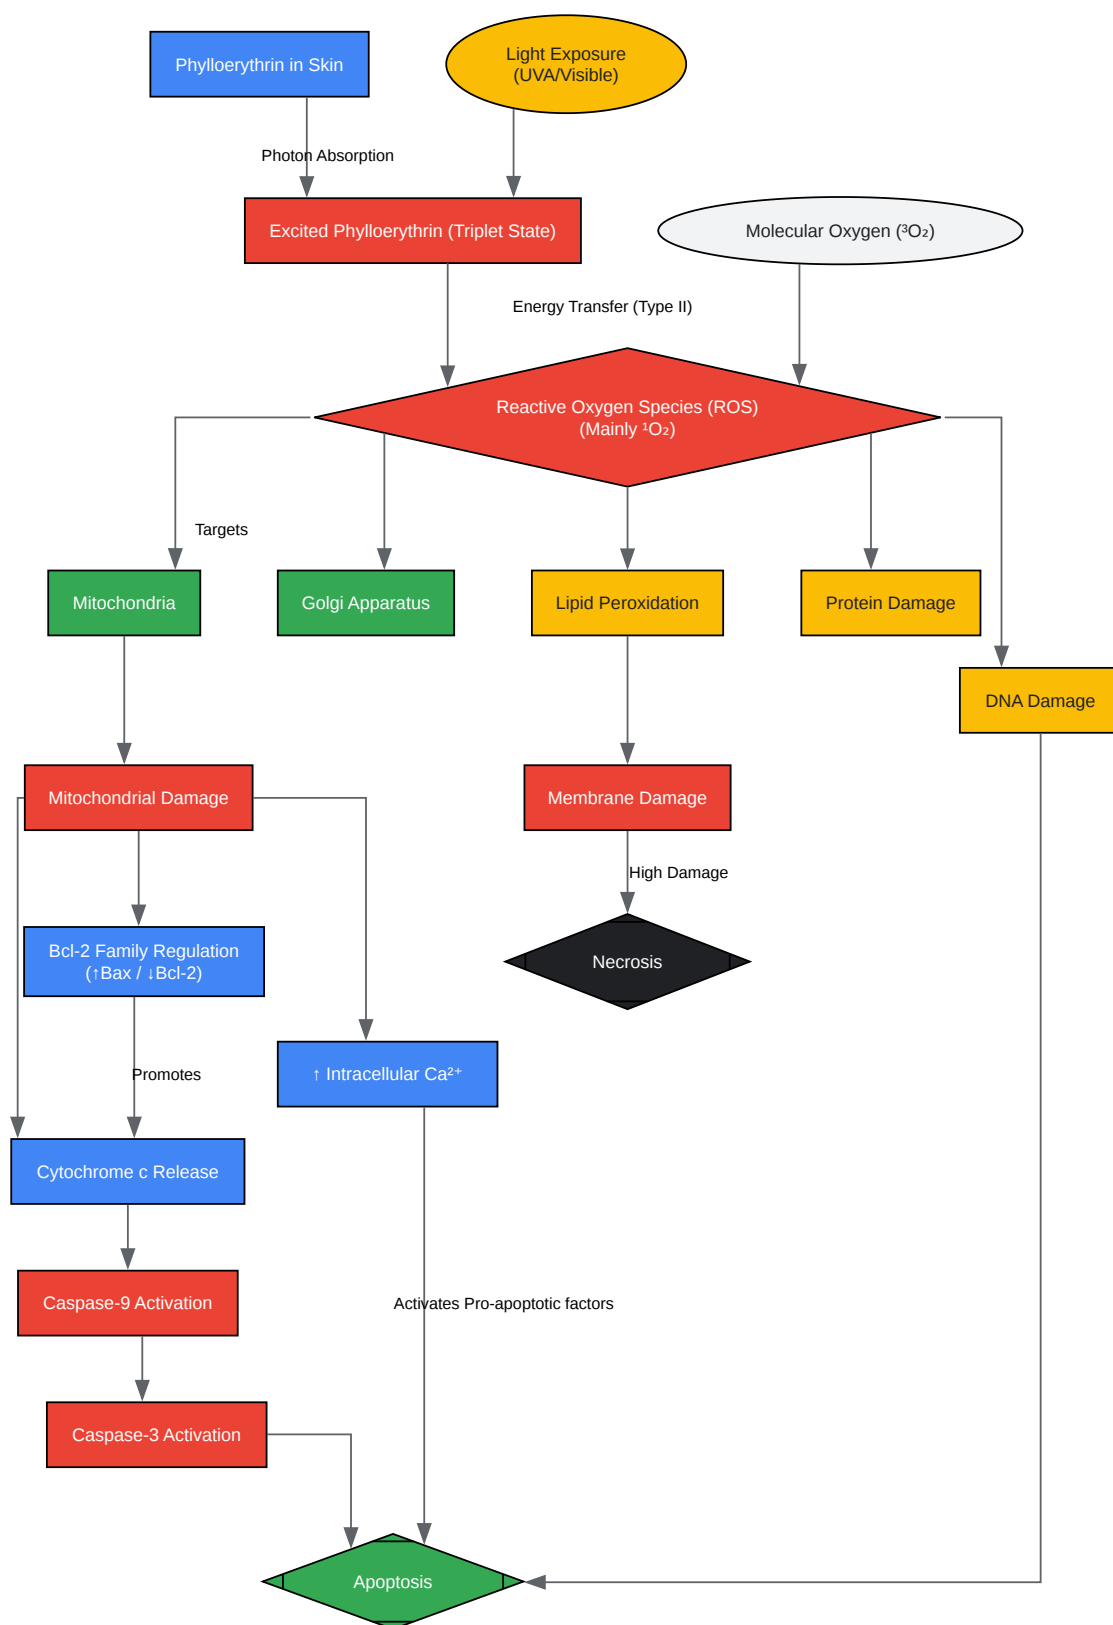 Phylloerythrin in Skin
Light Exposure
(UVA/Visible)
Photon Absorption
Excited Phylloerythrin (Triplet State)
Molecular Oxygen (³O₂)
Energy Transfer (Type II)
Reactive Oxygen Species (ROS)
(Mainly ¹O₂)
Targets
Mitochondria
Golgi Apparatus
Lipid Peroxidation
Protein Damage
DNA Damage
Mitochondrial Damage
Membrane Damage
High Damage
Bcl-2 Family Regulation
(↑Bax / ↓Bcl-2)
Necrosis
Promotes
↑ Intracellular Ca²⁺
Cytochrome c Release
Caspase-9 Activation
Activates Pro-apoptotic factors
Caspase-3 Activation
Apoptosis